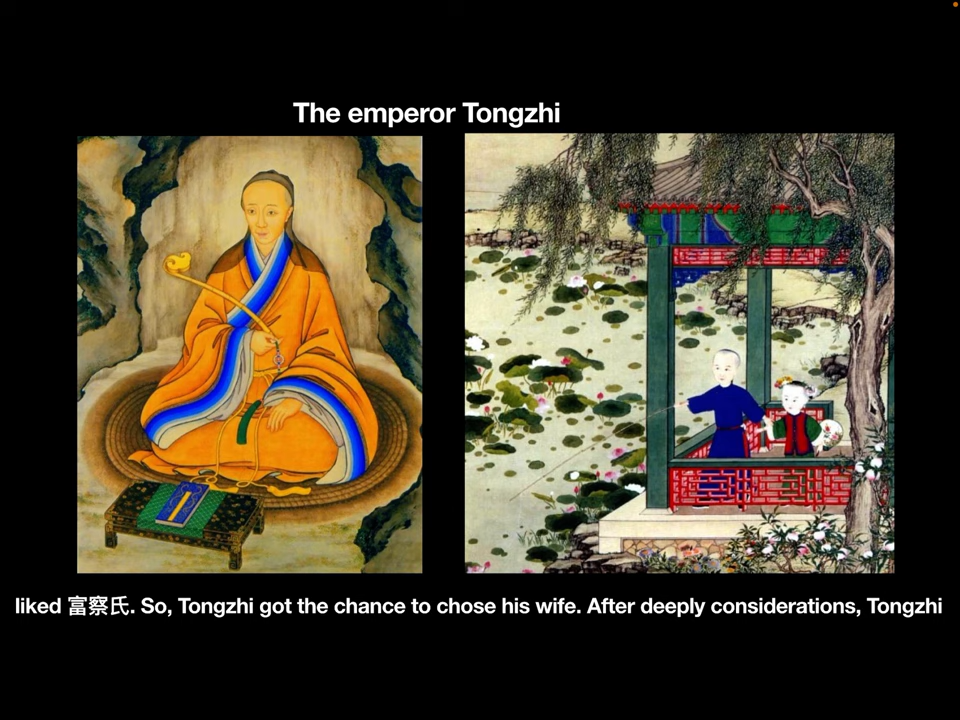 The emperor Tongzhi
liked 富察氏. So, Tongzhi got the chance to chose his wife. After deeply considerations, Tongzhi